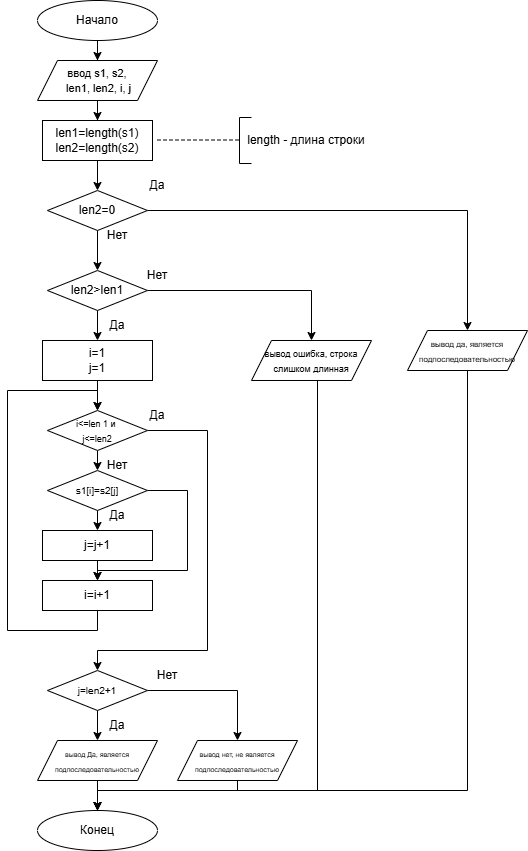 Начало
ввод s1, s2,
len1, len2, i, j
len1=length(s1)
len2=length(s2)
length - длина строки
Да
len2=0
Нет
Нет
len2>len1
Да
i=1
j=1
вывод ошибка, строка
слишком длинная
вывод да, является
подпоследовательностью
Да
i<=len 1 и
j<=len2
Нет
s1[i]=s2[j]
Да
j=j+1
i=i+1
Нет
j=len2+1
Да
вывод Да, является
подпоследовательностью
вывод нет, не является
подпоследовательностью
Конец